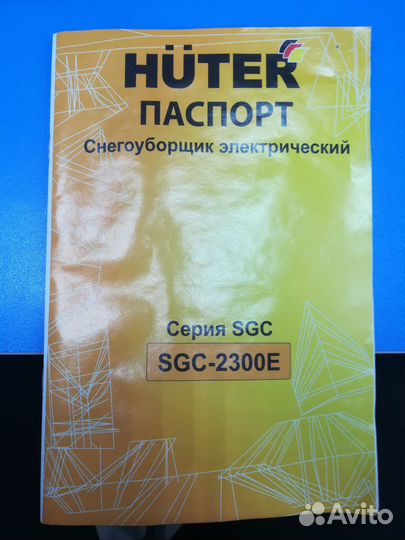 HÜTER
ПАСПОРТ
Снегоуборщик электрический
Серия SGC
SGC-2300E
Avito